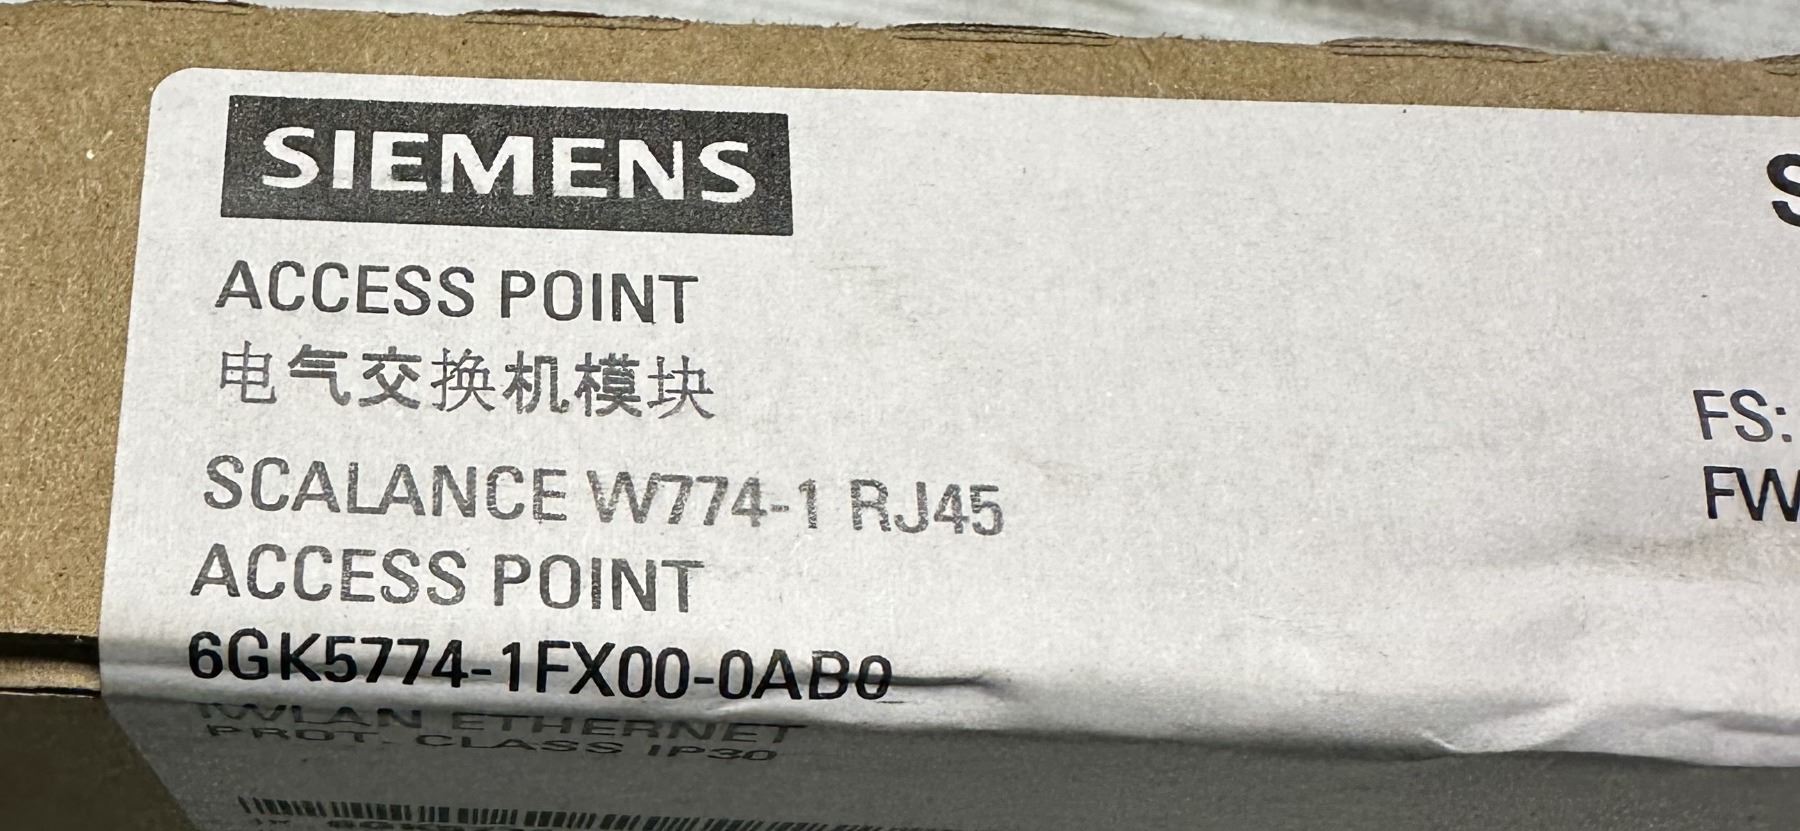 SIEMENS
ACCESS POINT
电气交换机模块
SCALANCE W774-1 RJ45
ACCESS POINT
6GK5774-1FX00-0AB0
IWLAN ETHERNET
PROT. CLASS IP30
FS:
FW